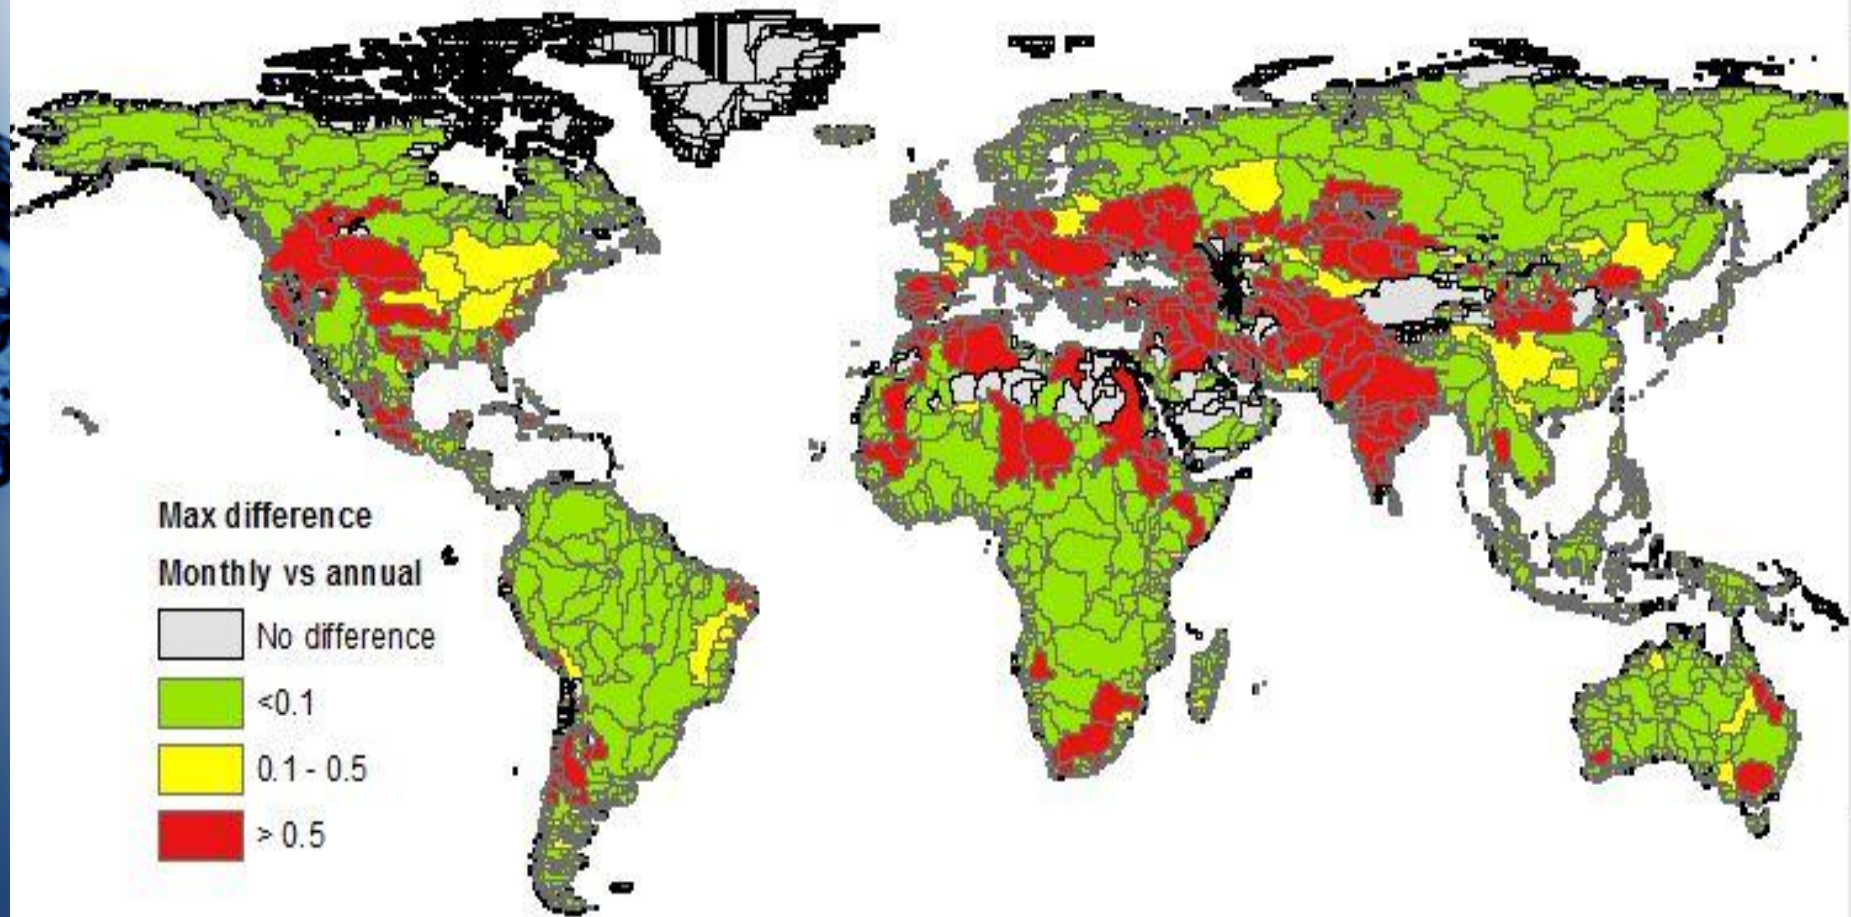 Max difference
Monthly vs annual
No difference
<0.1
0.1 - 0.5
> 0.5